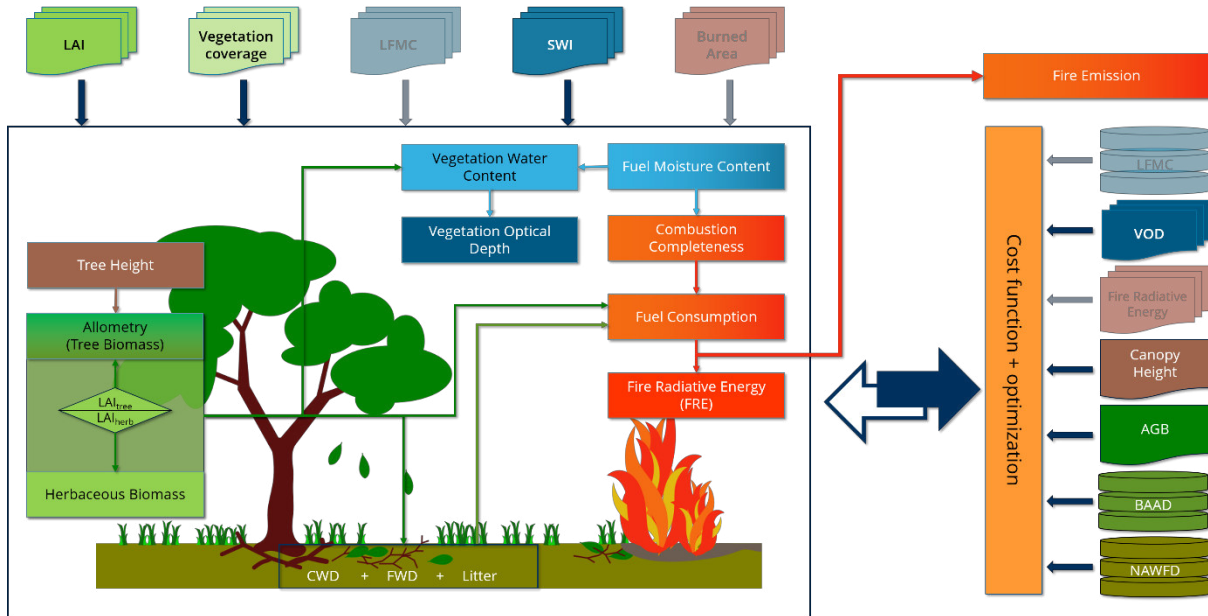 LAI
Vegetation
coverage
LFMC
SWI
Burned
Area
Fire Emission
Vegetation Water
Content
Fuel Moisture Content
Vegetation Optical
Depth
Combustion
Completeness
Tree Height
Allometry
(Tree Biomass)
Fuel Consumption
LAItree
LAIherb
Fire Radiative Energy
(FRE)
Herbaceous Biomass
CWD + FWD + Litter
Cost function + optimization
LFMC
VOD
Fire Radiative
Energy
Canopy
Height
AGB
BAAD
NAWFD